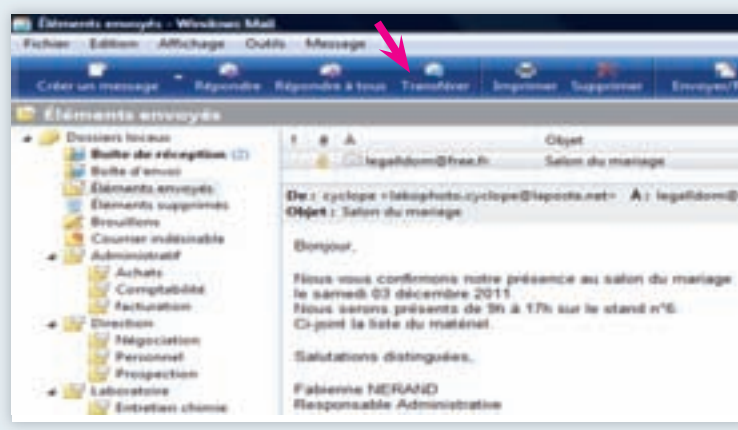 Éléments envoyés - Windows Mail
Fichier Edition Affichage Outils Message
Créer un message Répondre Répondre à tous Transférer Imprimer Supprimer Envoyer/R
Éléments envoyés
Dossiers locaux
Boîte de réception (2)
Boîte d'envoi
Éléments envoyés
Éléments supprimés
Brouillons
Courrier indésirable
Administratif
Achats
Comptabilité
facturation
Direction
Négociation
Personnel
Prospection
Laboratoire
Entretien chimie
! A Objet
legalldom@free.fr Salon du mariage
De : cyclope <labophoto.cyclope@laposte.net> A : legalldom@
Objet : Salon du mariage
Bonjour,
Nous vous confirmons notre présence au salon du mariage
le samedi 03 décembre 2011.
Nous serons présents de 9h à 17h sur le stand n°6.
Ci-joint la liste du matériel.
Salutations distinguées,
Fabienne NERAND
Responsable Administrative